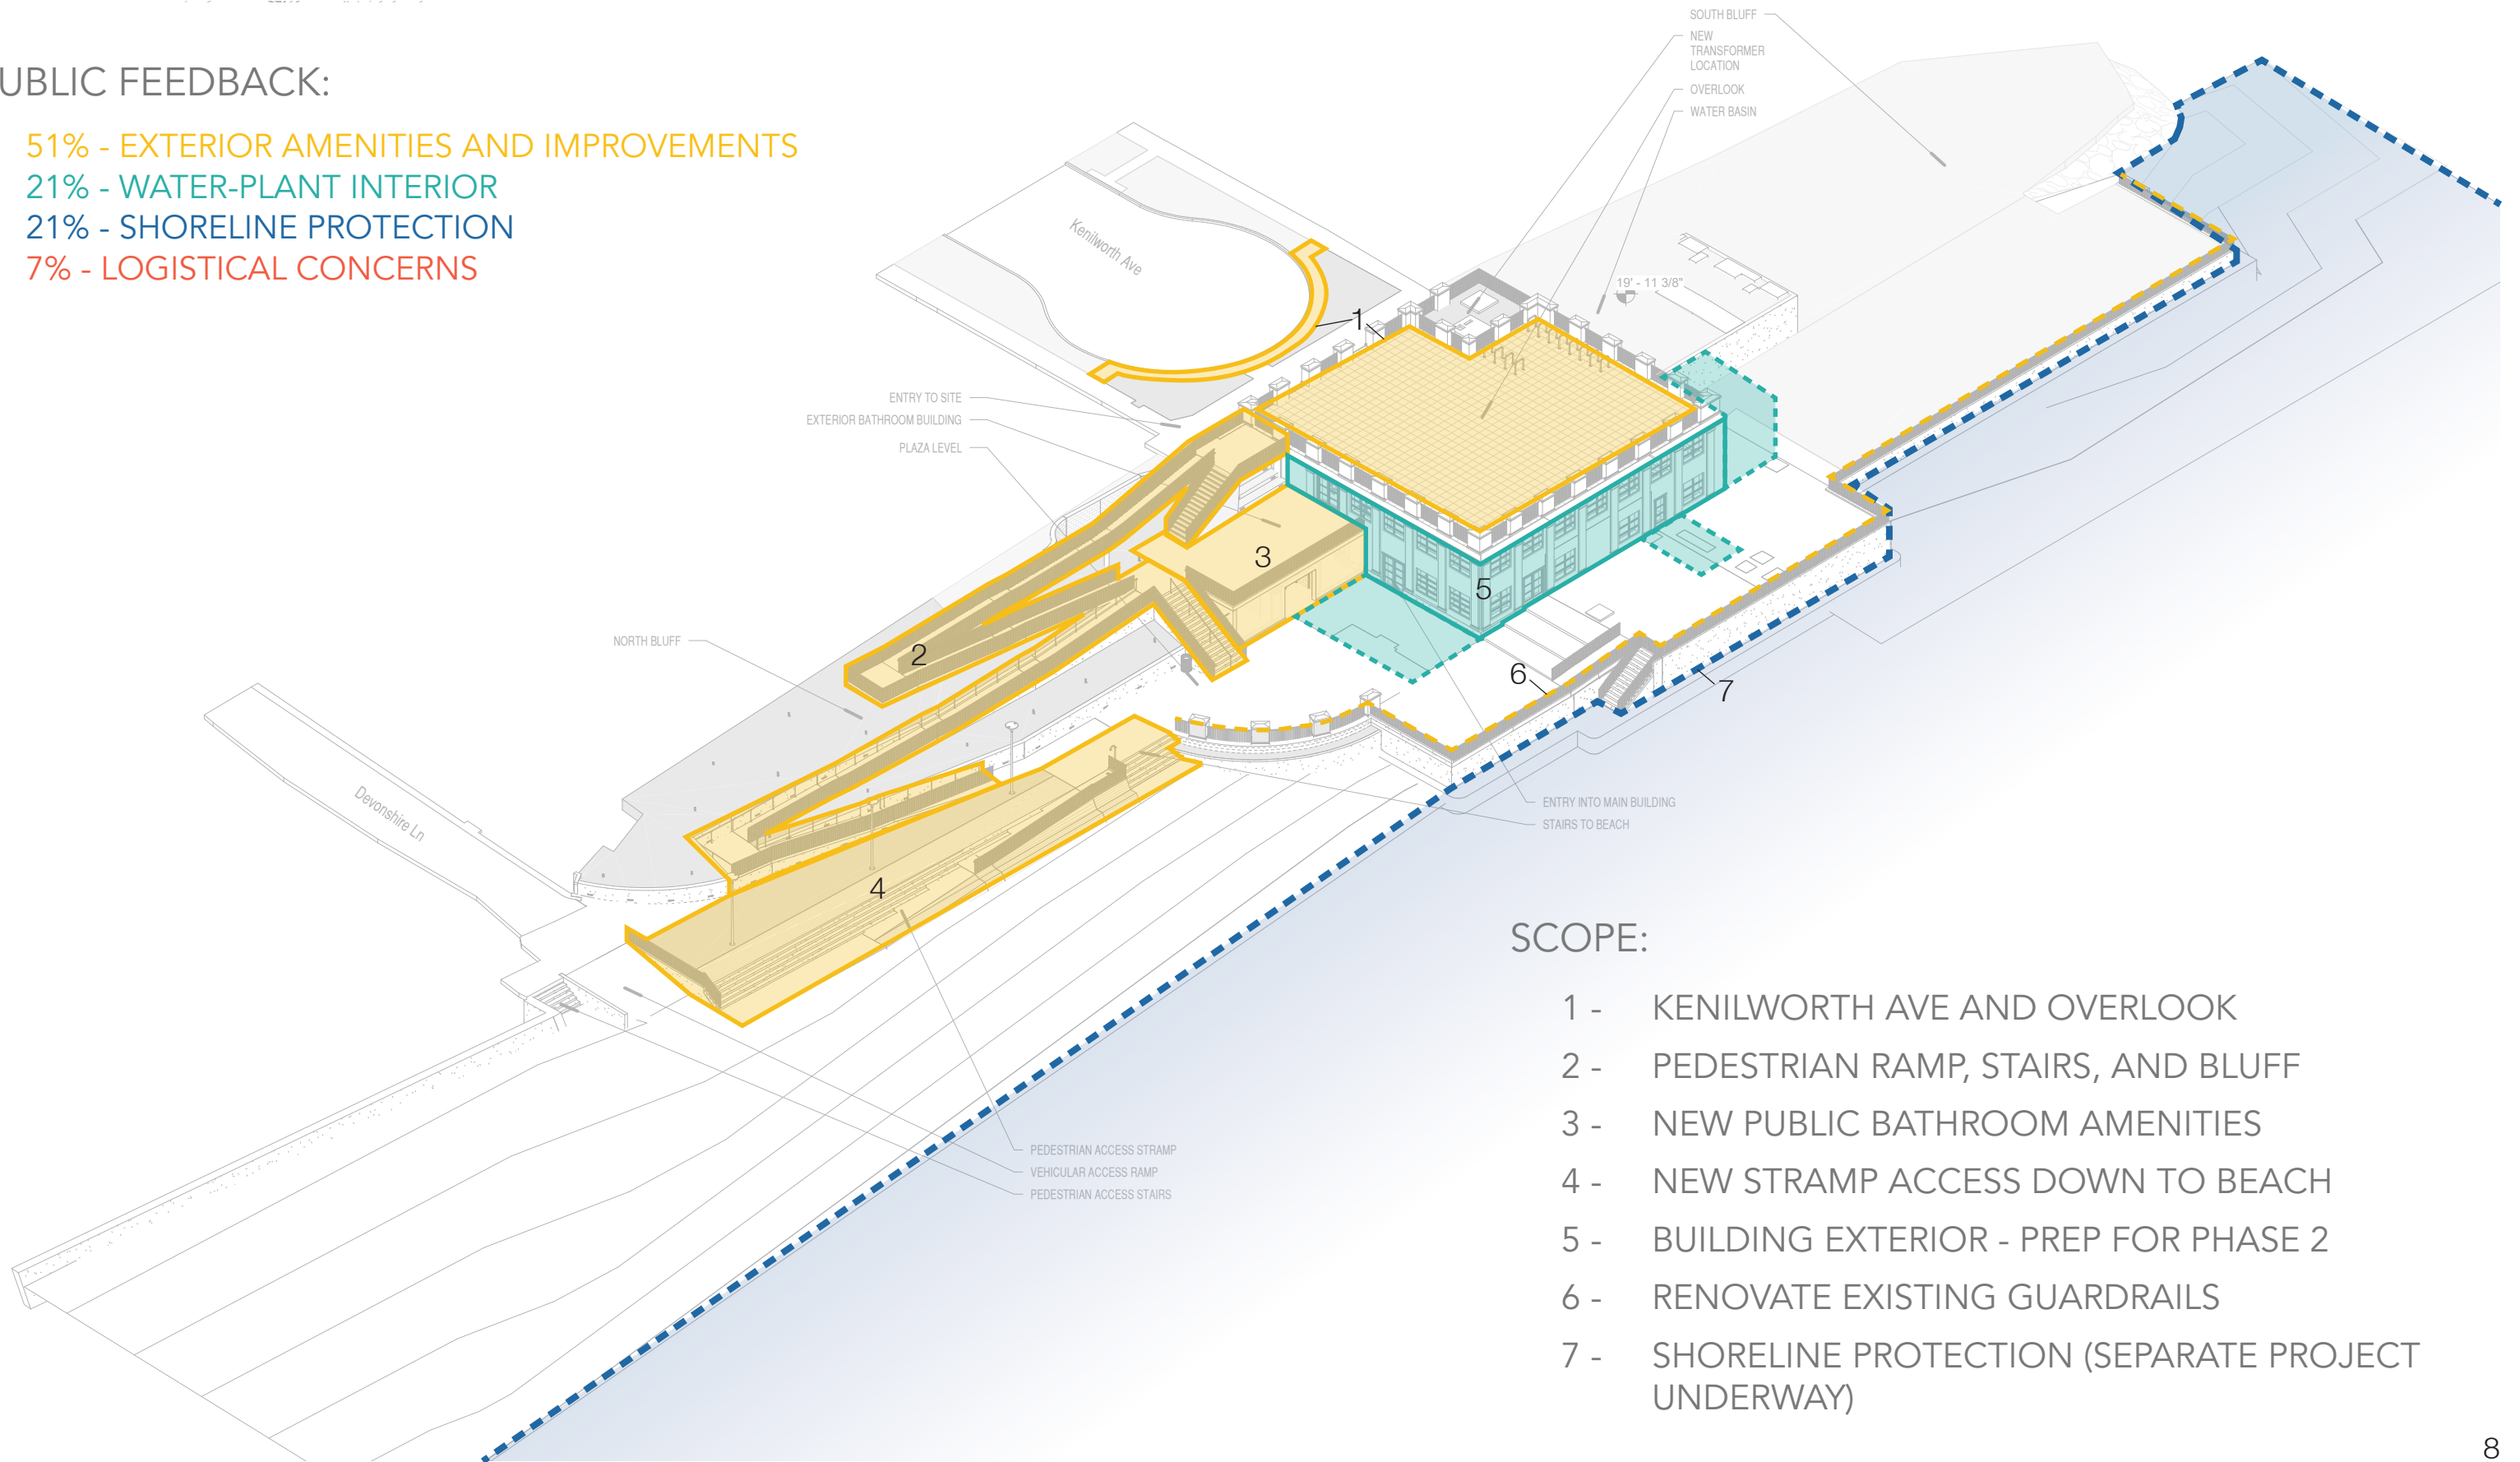 UBLIC FEEDBACK:
51% - EXTERIOR AMENITIES AND IMPROVEMENTS
21% - WATER-PLANT INTERIOR
21% - SHORELINE PROTECTION
7% - LOGISTICAL CONCERNS
SOUTH BLUFF
NEW
TRANSFORMER
LOCATION
OVERLOOK
WATER BASIN
Kenilworth Ave
19' - 11 3/8"
1
ENTRY TO SITE
EXTERIOR BATHROOM BUILDING
PLAZA LEVEL
3
5
NORTH BLUFF
2
6
7
Devonshire Ln
ENTRY INTO MAIN BUILDING
STAIRS TO BEACH
4
PEDESTRIAN ACCESS STRAMP
VEHICULAR ACCESS RAMP
PEDESTRIAN ACCESS STAIRS
SCOPE:
1 - KENILWORTH AVE AND OVERLOOK
2 - PEDESTRIAN RAMP, STAIRS, AND BLUFF
3 - NEW PUBLIC BATHROOM AMENITIES
4 - NEW STRAMP ACCESS DOWN TO BEACH
5 - BUILDING EXTERIOR - PREP FOR PHASE 2
6 - RENOVATE EXISTING GUARDRAILS
7 - SHORELINE PROTECTION (SEPARATE PROJECT
UNDERWAY)
8